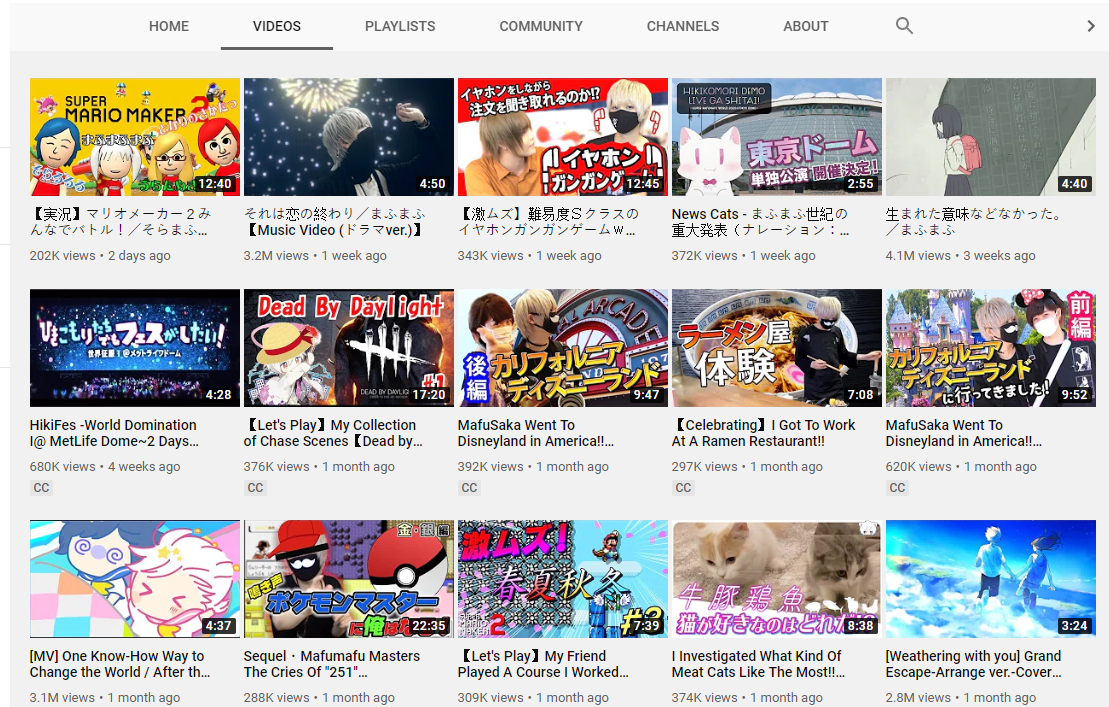 HOME VIDEOS PLAYLISTS COMMUNITY CHANNELS ABOUT
SUPER
MARIO MAKER 2
12:40
4:50
イヤホンをしながら
注文を聞き取れるのか!?
イヤホン
ガンガンゲーム
12:45
HIKIKOMORI DEMO
LIVE GA SHITAI!
東京ドーム
単独公演 開催決定!
2:55
4:40
【実況】マリオメーカー２み
んなでバトル！／そらまふ…
202K views • 2 days ago
それは恋の終わり／まふまふ
【Music Video (ドラマver.)】
3.2M views • 1 week ago
【激ムズ】難易度Ｓクラスの
イヤホンガンガンゲームｗ…
343K views • 1 week ago
News Cats - まふまふ世紀の
重大発表（ナレーション：…
372K views • 1 week ago
生まれた意味などなかった。
／まふまふ
4.1M views • 3 weeks ago
ひきこもりたちでもフェスがしたい!
世界征服1@メットライフドーム
4:28
Dead By Daylight
DEAD BY DAYLIGHT
#1
17:20
ARCADE
後編
カリフォルニア
ディズニーランド
9:47
ラーメン屋
体験
7:08
前編
カリフォルニア
ディズニーランド
に行ってきました!
9:52
HikiFes -World Domination
I@ MetLife Dome~2 Days...
680K views • 4 weeks ago
CC
【Let's Play】My Collection
of Chase Scenes【Dead by...
376K views • 1 month ago
CC
MafuSaka Went To
Disneyland in America!!...
392K views • 1 month ago
CC
【Celebrating】I Got To Work
At A Ramen Restaurant!!
297K views • 1 month ago
CC
MafuSaka Went To
Disneyland in America!!...
620K views • 1 month ago
CC
4:37
金・銀編
鳴き声
ポケモンマスター
に俺はなる
22:35
激ムズ!
春夏秋冬
#3
7:39
牛豚鶏魚
猫が好きなのはどれ
8:38
3:24
[MV] One Know-How Way to
Change the World / After th...
3.1M views • 1 month ago
Sequel・Mafumafu Masters
The Cries Of "251"...
288K views • 1 month ago
【Let's Play】My Friend
Played A Course I Worked...
309K views • 1 month ago
I Investigated What Kind Of
Meat Cats Like The Most!!...
374K views • 1 month ago
[Weathering with you] Grand
Escape-Arrange ver.-Cover...
2.8M views • 1 month ago